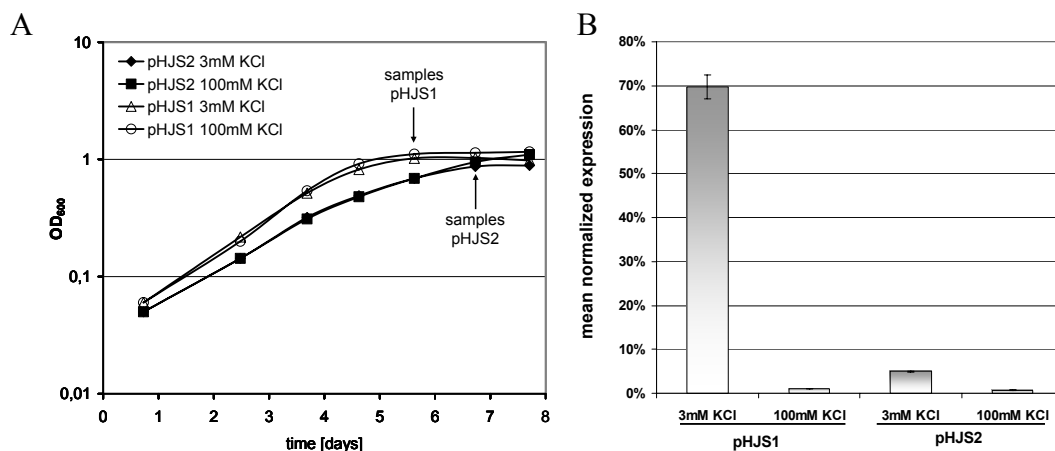 A
10
1
0,1
0,01
OD600
0 1 2 3 4 5 6 7 8
time [days]
pHJS2 3mM KCl
pHJS2 100mM KCl
pHJS1 3mM KCl
pHJS1 100mM KCl
samples
pHJS1
samples
pHJS2
B
80%
70%
60%
50%
40%
30%
20%
10%
0%
mean normalized expression
3mM KCl 100mM KCl 3mM KCl 100mM KCl
pHJS1 pHJS2